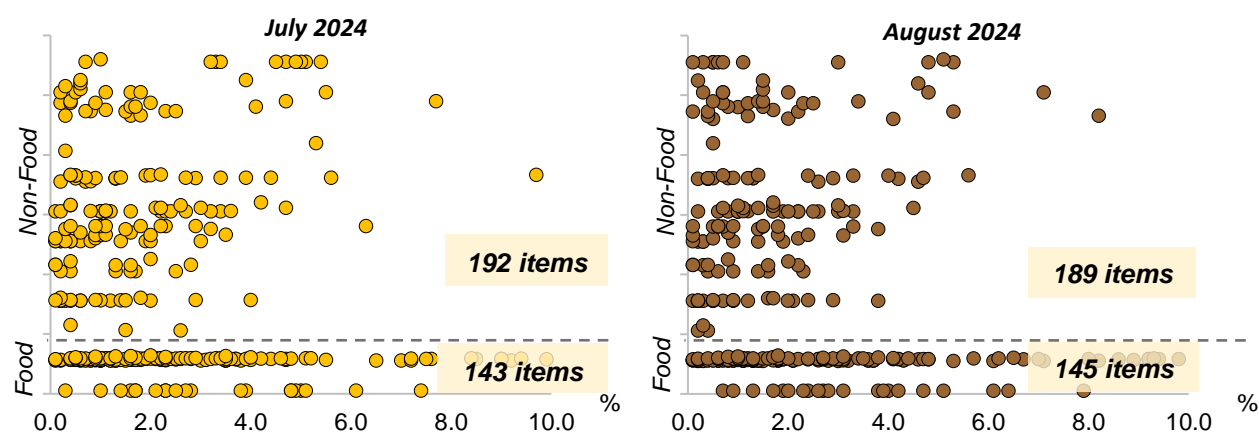 July 2024
August 2024
Non-Food
Non-Food
192 items
189 items
Food
Food
143 items
145 items
%
%
0.0 2.0 4.0 6.0 8.0 10.0
0.0 2.0 4.0 6.0 8.0 10.0